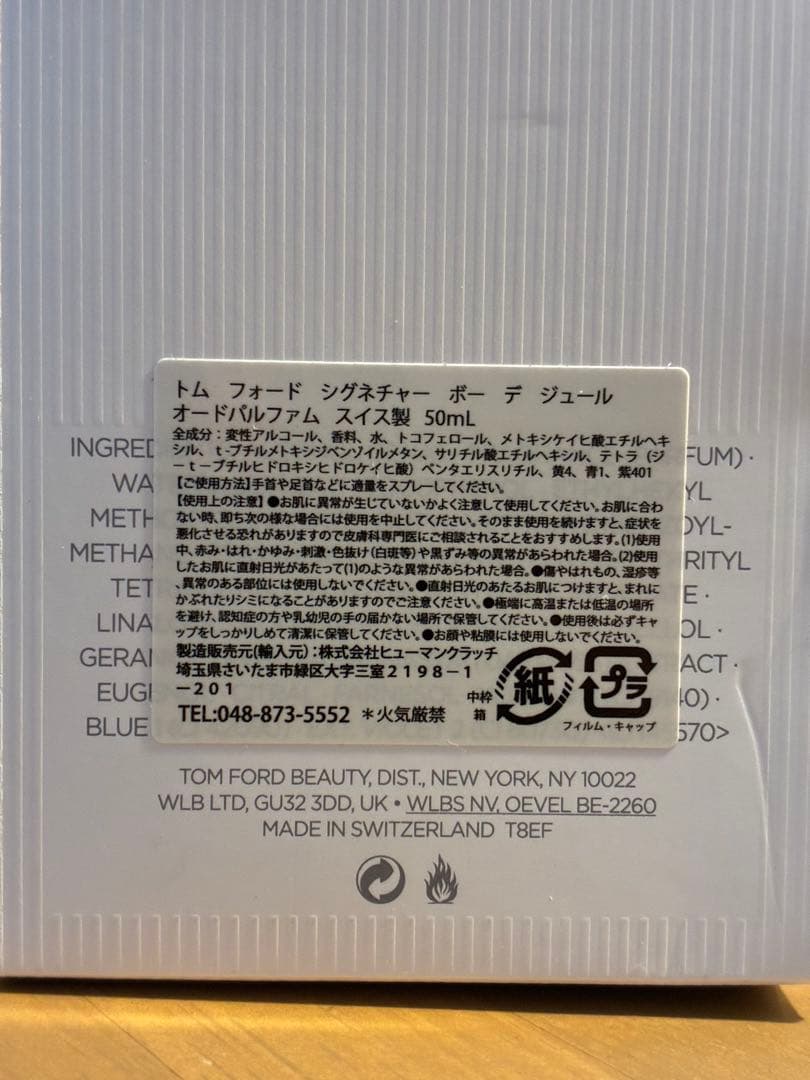 トム フォード シグネチャー ボー デ ジュール
オードパルファム スイス製 50mL
全成分：変性アルコール、香料、水、トコフェロール、メトキシケイヒ酸エチルヘキ
シル、t-ブチルメトキシジベンゾイルメタン、サリチル酸エチルヘキシル、テトラ（ジ
ーt－ブチルヒドロキシヒドロケイヒ酸）ペンタエリスリチル、黄4、青1、紫401
【ご使用方法】手首や足首などに適量をスプレーしてください。
【使用上の注意】●お肌に異常が生じていないかよく注意して使用してください。お肌に合わ
ない時、即ち次の様な場合には使用を中止してください。そのまま使用を続けますと、症状を
悪化させる恐れがありますので皮膚科専門医にご相談されることをおすすめします。(1)使用
中、赤み・はれ・かゆみ・刺激・色抜け（白斑等）や黒ずみ等の異常があらわれた場合。(2)使用
したお肌に直射日光があたって(1)のような異常があらわれた場合。●傷やはれもの、湿疹等
、異常のある部位には使用しないでください。●直射日光のあたるお肌につけますと、まれに
かぶれたりシミになることがありますのでご注意ください。●極端に高温または低温の場所
を避け、認知症の方や乳幼児の手の届かない場所で保管してください。●使用後は必ずキャ
ップをしっかりしめて清潔に保管してください。●お顔や粘膜には使用しないでください。
製造販売元(輸入元)：株式会社ヒューマンクラッチ
埼玉県さいたま市緑区大字三室２１９８－１
－２０１
TEL:048-873-5552 ＊火気厳禁
中枠
箱
紙
プラ
フィルム・キャップ
INGRED
FUM) ·
WA
YL
METH
OYL-
METHA
RITYL
TET
E ·
LINA
OL ·
GERAN
ACT ·
EUGE
40) ·
BLUE
570>
TOM FORD BEAUTY, DIST., NEW YORK, NY 10022
WLB LTD, GU32 3DD, UK • WLBS NV, OEVEL BE-2260
MADE IN SWITZERLAND T8EF